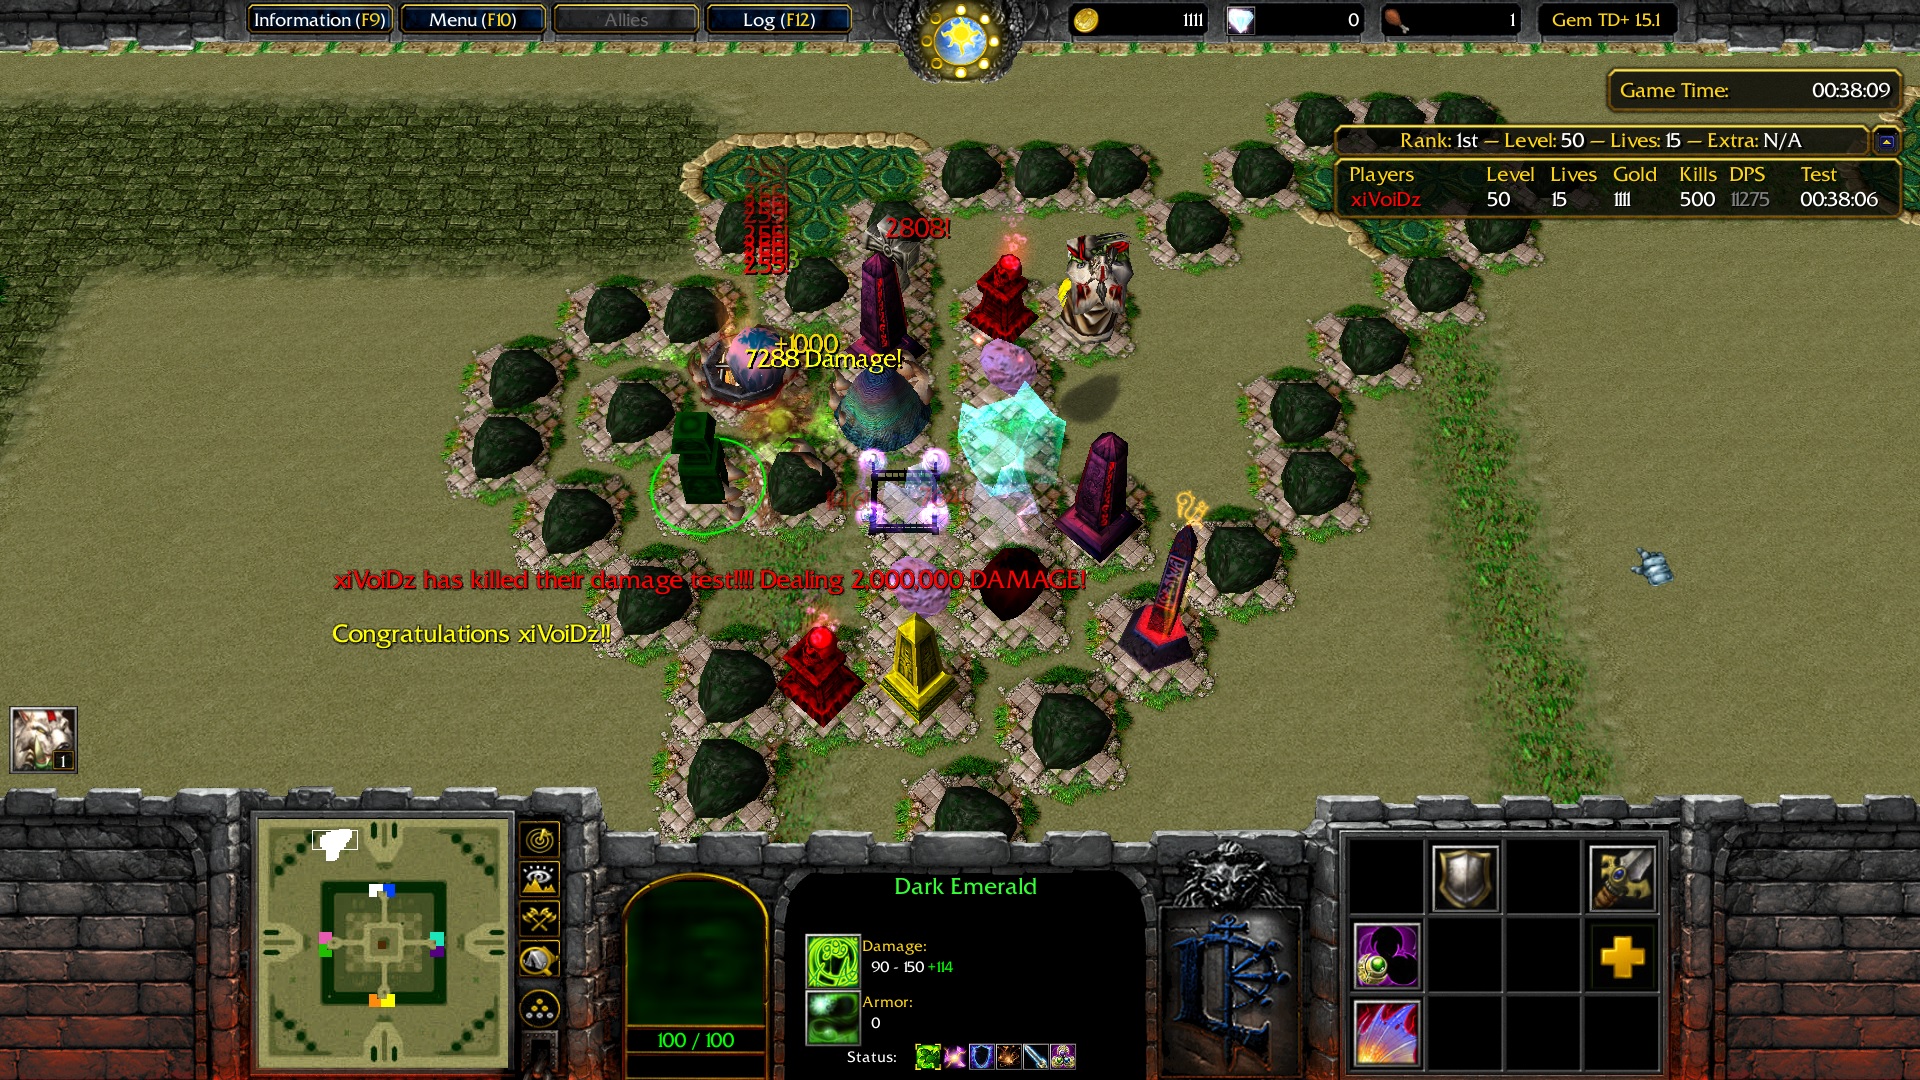 Information (F9)
Menu (F10)
Allies
Log (F12)
1111
0
1
Gem TD+ 15.1
Game Time: 00:38:09
Rank: 1st – Level: 50 – Lives: 15 – Extra: N/A
Players Level Lives Gold Kills DPS Test
xiVoiDz 50 15 1111 500 11275 00:38:06
2808!
+1000
7288 Damage!
xiVoiDz has killed their damage test!!!! Dealing 2,000,000 DAMAGE!
Congratulations xiVoiDz!!
1
Dark Emerald
Damage:
90 - 150 +114
Armor:
0
100 / 100
Status: